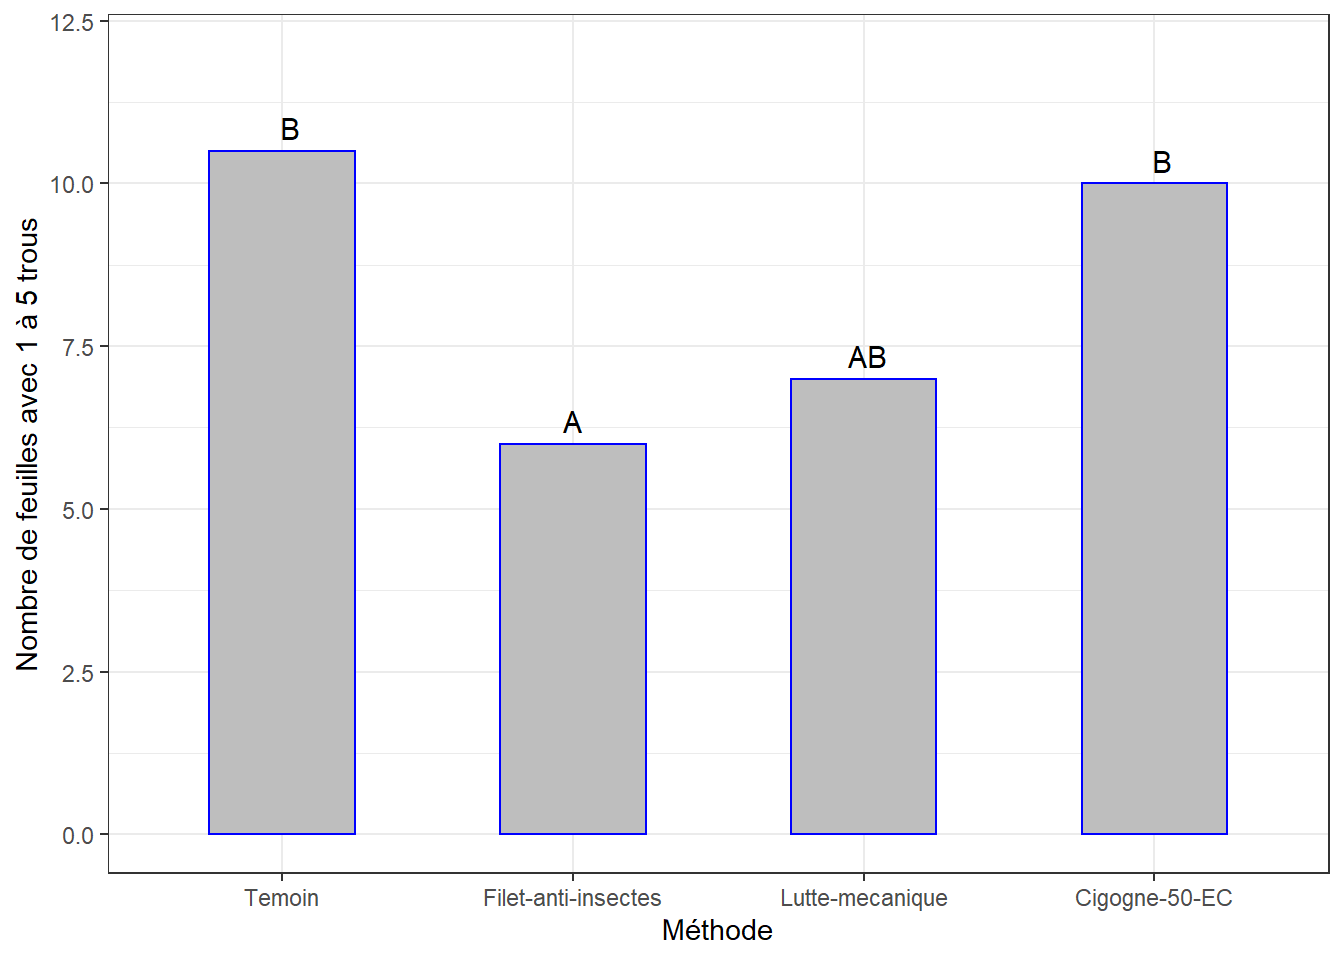 Nombre de feuilles avec 1 à 5 trous
12.5
10.0
7.5
5.0
2.5
0.0
B
A
AB
B
Temoin
Filet-anti-insectes
Lutte-mecanique
Cigogne-50-EC
Méthode